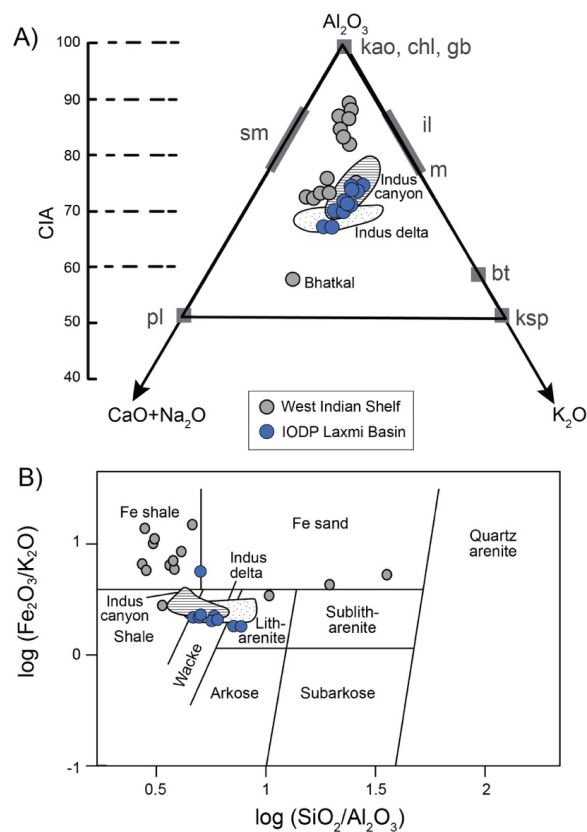 A)
Al₂O₃
kao, chl, gb
100
90
80
70
60
50
40
CIA
sm
il
m
Indus
canyon
Indus delta
Bhatkal
bt
pl
ksp
CaO+Na₂O
K₂O
West Indian Shelf
IODP Laxmi Basin
B)
Fe shale
Fe sand
Quartz
arenite
Indus
delta
Indus
canyon
Shale
Wacke
Lith-
arenite
Sublith-
arenite
Arkose
Subarkose
1
0
-1
log (Fe₂O₃/K₂O)
0.5
1
1.5
2
log (SiO₂/Al₂O₃)